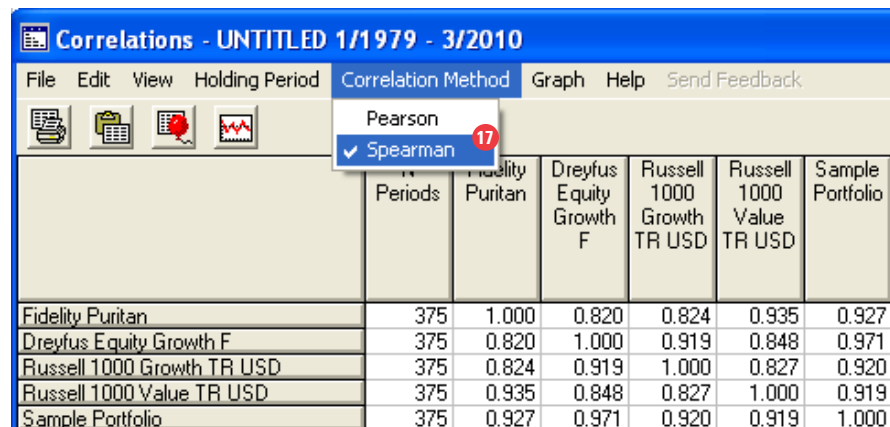 Correlations - UNTITLED 1/1979 - 3/2010
File Edit View Holding Period Correlation Method Graph Help Send Feedback
Pearson
Spearman 17
Periods Puritan Dreyfus Equity Growth F Russell 1000 Growth TR USD Russell 1000 Value TR USD Sample Portfolio
Fidelity Puritan 375 1.000 0.820 0.824 0.935 0.927
Dreyfus Equity Growth F 375 0.820 1.000 0.919 0.848 0.971
Russell 1000 Growth TR USD 375 0.824 0.919 1.000 0.827 0.920
Russell 1000 Value TR USD 375 0.935 0.848 0.827 1.000 0.919
Sample Portfolio 375 0.927 0.971 0.920 0.919 1.000